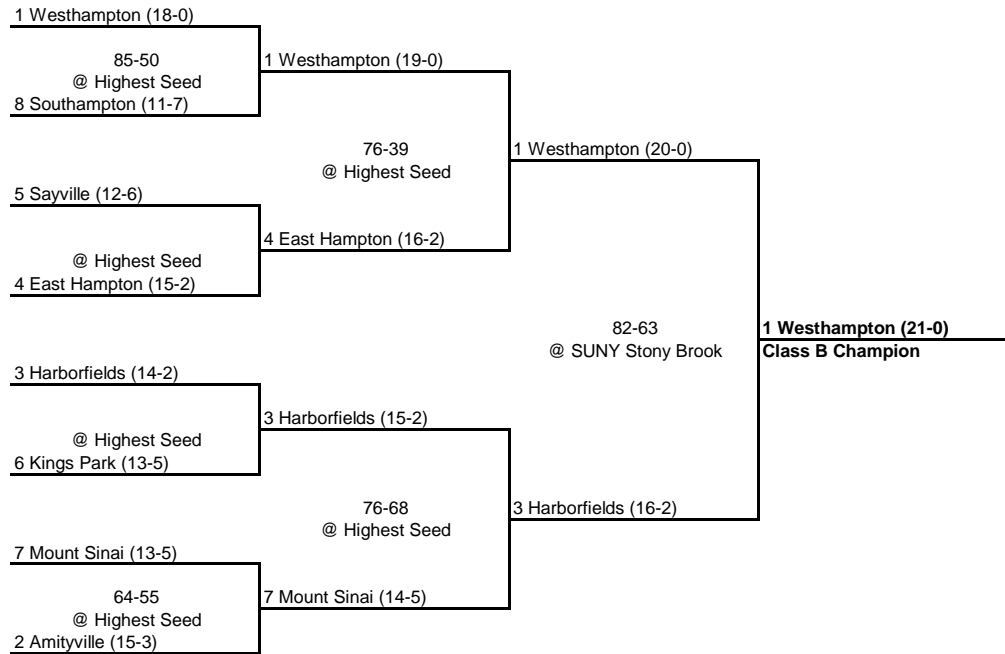 1 Westhampton (18-0)
85-50
@ Highest Seed
8 Southampton (11-7)
1 Westhampton (19-0)
76-39
@ Highest Seed
5 Sayville (12-6)
@ Highest Seed
4 East Hampton (15-2)
4 East Hampton (16-2)
1 Westhampton (20-0)
82-63
@ SUNY Stony Brook
1 Westhampton (21-0)
Class B Champion
3 Harborfields (14-2)
@ Highest Seed
6 Kings Park (13-5)
3 Harborfields (15-2)
76-68
@ Highest Seed
3 Harborfields (16-2)
7 Mount Sinai (13-5)
64-55
@ Highest Seed
2 Amityville (15-3)
7 Mount Sinai (14-5)